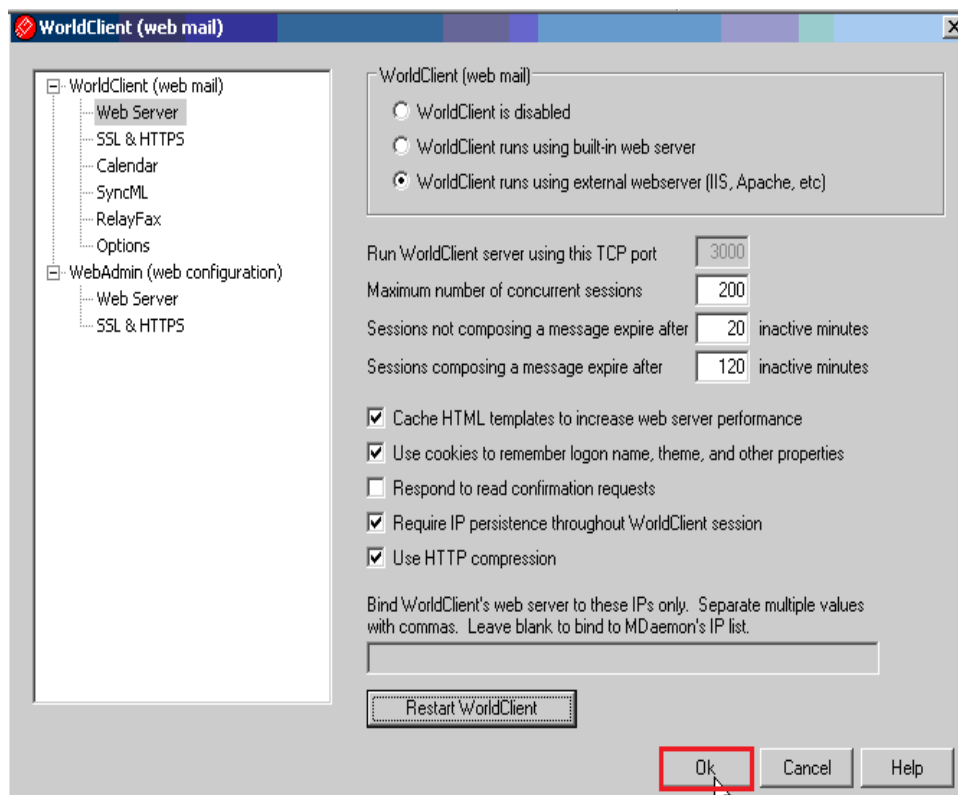 WorldClient (web mail)
WorldClient (web mail)
Web Server
SSL & HTTPS
Calendar
SyncML
RelayFax
Options
WebAdmin (web configuration)
Web Server
SSL & HTTPS
WorldClient (web mail)
WorldClient is disabled
WorldClient runs using built-in web server
WorldClient runs using external webserver (IIS, Apache, etc)
Run WorldClient server using this TCP port 3000
Maximum number of concurrent sessions 200
Sessions not composing a message expire after 20 inactive minutes
Sessions composing a message expire after 120 inactive minutes
Cache HTML templates to increase web server performance
Use cookies to remember logon name, theme, and other properties
Respond to read confirmation requests
Require IP persistence throughout WorldClient session
Use HTTP compression
Bind WorldClient's web server to these IPs only. Separate multiple values
with commas. Leave blank to bind to MDaemon's IP list.
Restart WorldClient
Ok Cancel Help